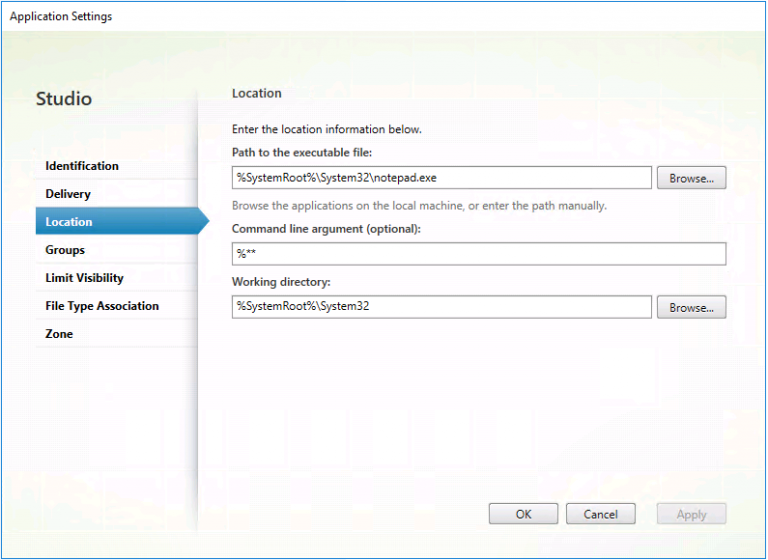 Application Settings
Studio
Identification
Delivery
Location
Groups
Limit Visibility
File Type Association
Zone
Location
Enter the location information below.
Path to the executable file:
%SystemRoot%\System32\notepad.exe
Browse...
Browse the applications on the local machine, or enter the path manually.
Command line argument (optional):
%**
Working directory:
%SystemRoot%\System32
Browse...
OK
Cancel
Apply